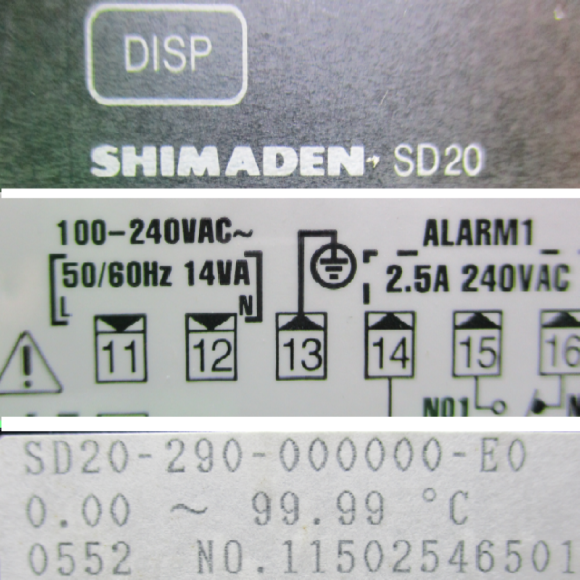 DISP
SHIMADEN SD20
100-240VAC~
50/60Hz 14VA
L N
ALARM1
2.5A 240VAC
11 12 13 14 15 16
NO1
SD20-290-000000-E0
0.00 ~ 99.99 °C
0552 NO.11502546501